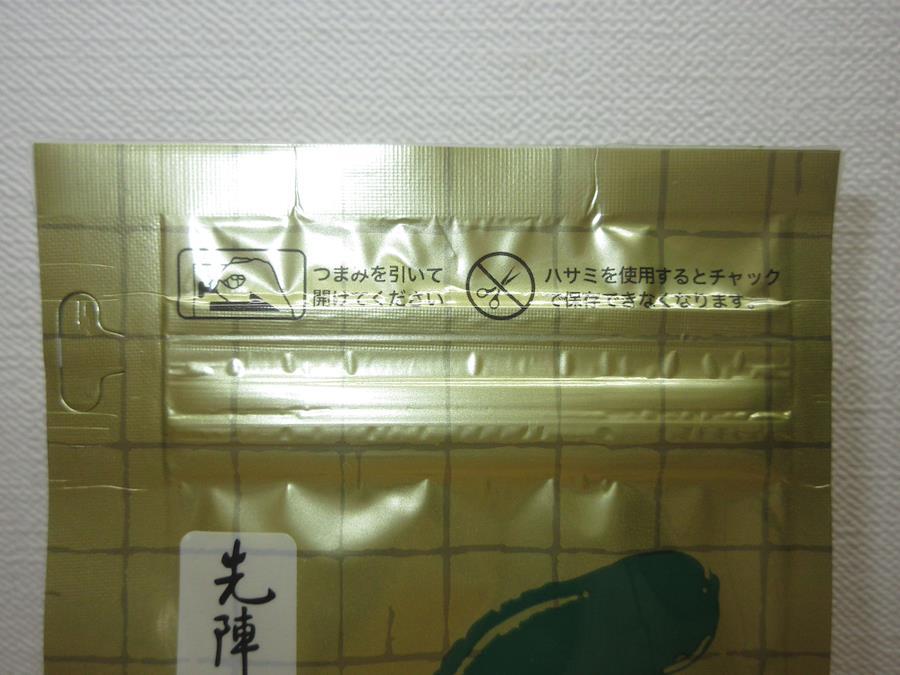 つまみを引いて
開けてください
ハサミを使用するとチャック
で保存できなくなります。
先陣